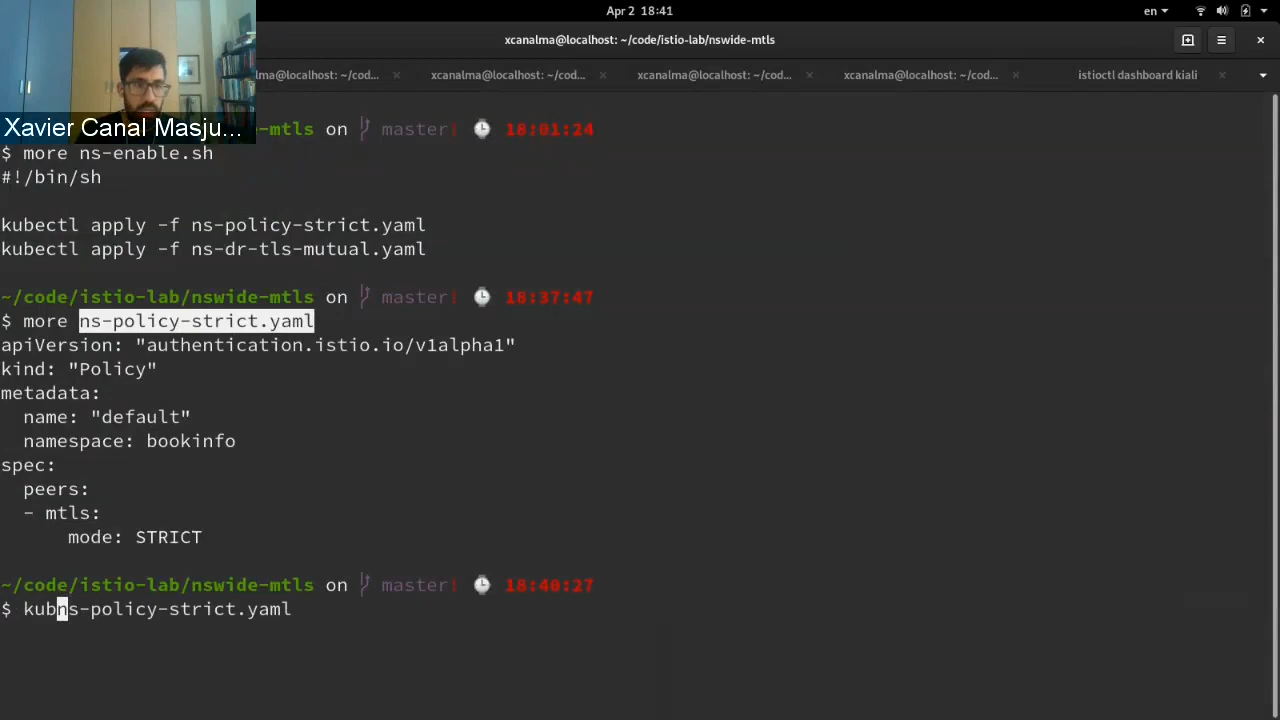 Apr 2 18:41
en
xcanalma@localhost: ~/code/istio-lab/nswide-mtls
lma@localhost: ~/cod...
xcanalma@localhost: ~/cod...
xcanalma@localhost: ~/cod...
xcanalma@localhost: ~/cod...
istioctl dashboard kiali
Xavier Canal Masju...
-mtls on master! 18:01:24
$ more ns-enable.sh
#!/bin/sh
kubectl apply -f ns-policy-strict.yaml
kubectl apply -f ns-dr-tls-mutual.yaml
~/code/istio-lab/nswide-mtls on master! 18:37:47
$ more ns-policy-strict.yaml
apiVersion: "authentication.istio.io/v1alpha1"
kind: "Policy"
metadata:
name: "default"
namespace: bookinfo
spec:
peers:
- mtls:
mode: STRICT
~/code/istio-lab/nswide-mtls on master! 18:40:27
$ kubns-policy-strict.yaml